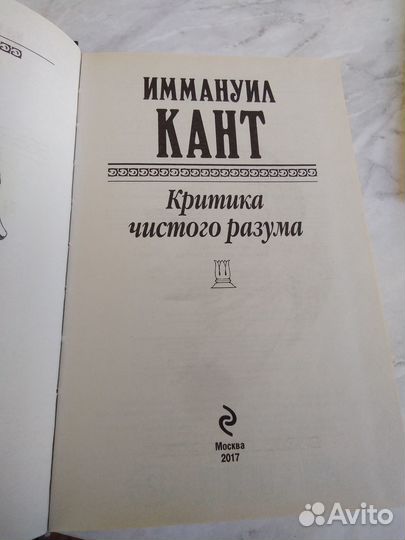 ИММАНУИЛ
КАНТ
Критика
чистого разума
Москва
2017
Avito